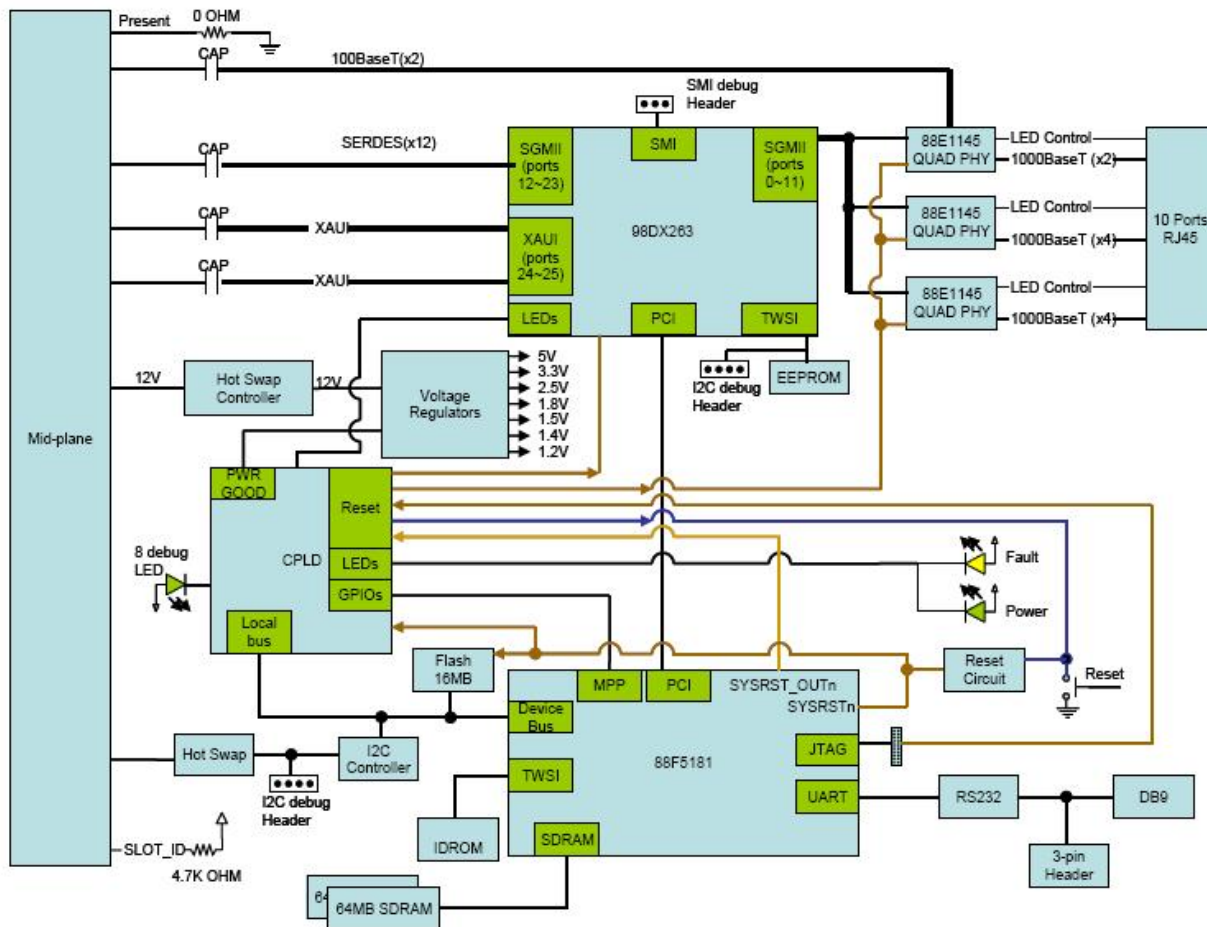 Present
0 OHM
CAP
100BaseT(x2)
SMI debug
Header
CAP
SERDES(x12)
SGMII
(ports
12~23)
SMI
SGMII
(ports
0~11)
88E1145
QUAD PHY
LED Control
1000BaseT (x2)
CAP
XAUI
XAUI
(ports
24~25)
98DX263
88E1145
QUAD PHY
LED Control
1000BaseT (x4)
10 Ports
RJ45
CAP
XAUI
88E1145
QUAD PHY
LED Control
1000BaseT (x4)
LEDs
PCI
TWSI
12V
Hot Swap
Controller
12V
Voltage
Regulators
5V
3.3V
2.5V
1.8V
1.5V
1.4V
1.2V
I2C debug
Header
EEPROM
Mid-plane
PWR
GOOD
Reset
8 debug
LED
CPLD
LEDs
GPIOs
Local
bus
Fault
Power
Flash
16MB
MPP
PCI
SYSRST_OUTn
SYSRSTn
Reset
Circuit
Reset
Device
Bus
Hot Swap
I2C
Controller
I2C debug
Header
TWSI
88F5181
JTAG
UART
RS232
DB9
3-pin
Header
IDROM
SDRAM
SLOT_ID
4.7K OHM
64MB SDRAM